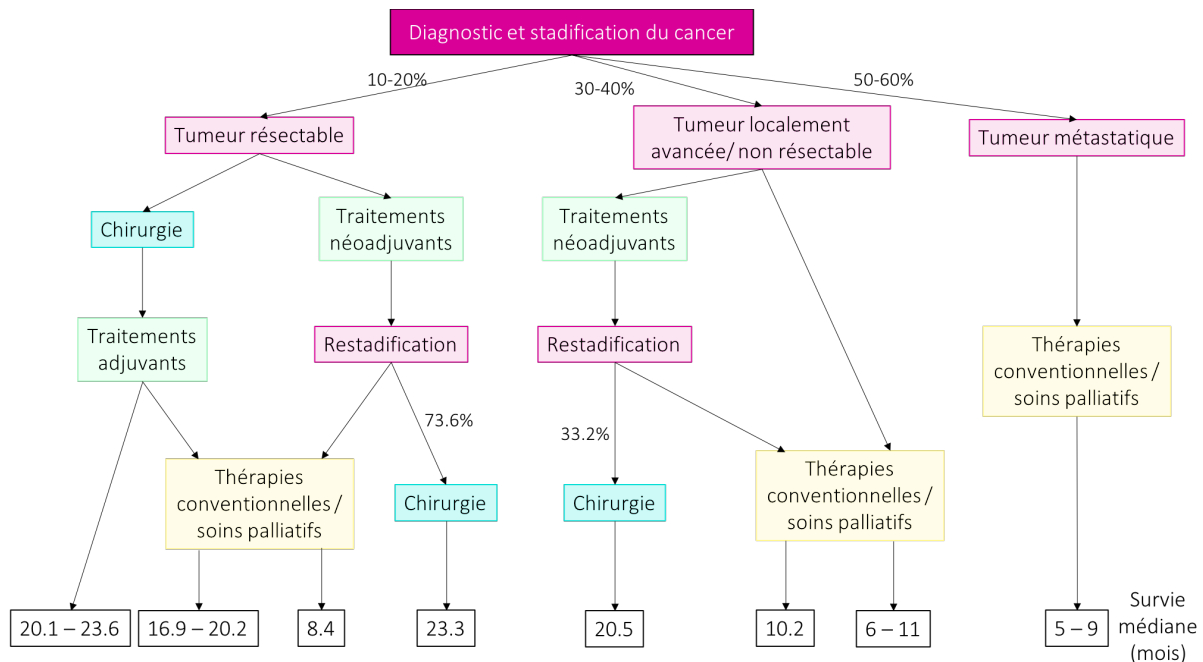 Diagnostic et stadification du cancer
10-20%
30-40%
50-60%
Tumeur résectable
Tumeur localement
avancée/ non résectable
Tumeur métastatique
Chirurgie
Traitements
néoadjuvants
Traitements
néoadjuvants
Traitements
adjuvants
Restadification
Restadification
Thérapies
conventionnelles /
soins palliatifs
73.6%
33.2%
Thérapies
conventionnelles /
soins palliatifs
Chirurgie
Chirurgie
Thérapies
conventionnelles /
soins palliatifs
20.1 – 23.6
16.9 – 20.2
8.4
23.3
20.5
10.2
6 – 11
5 – 9
Survie
médiane
(mois)